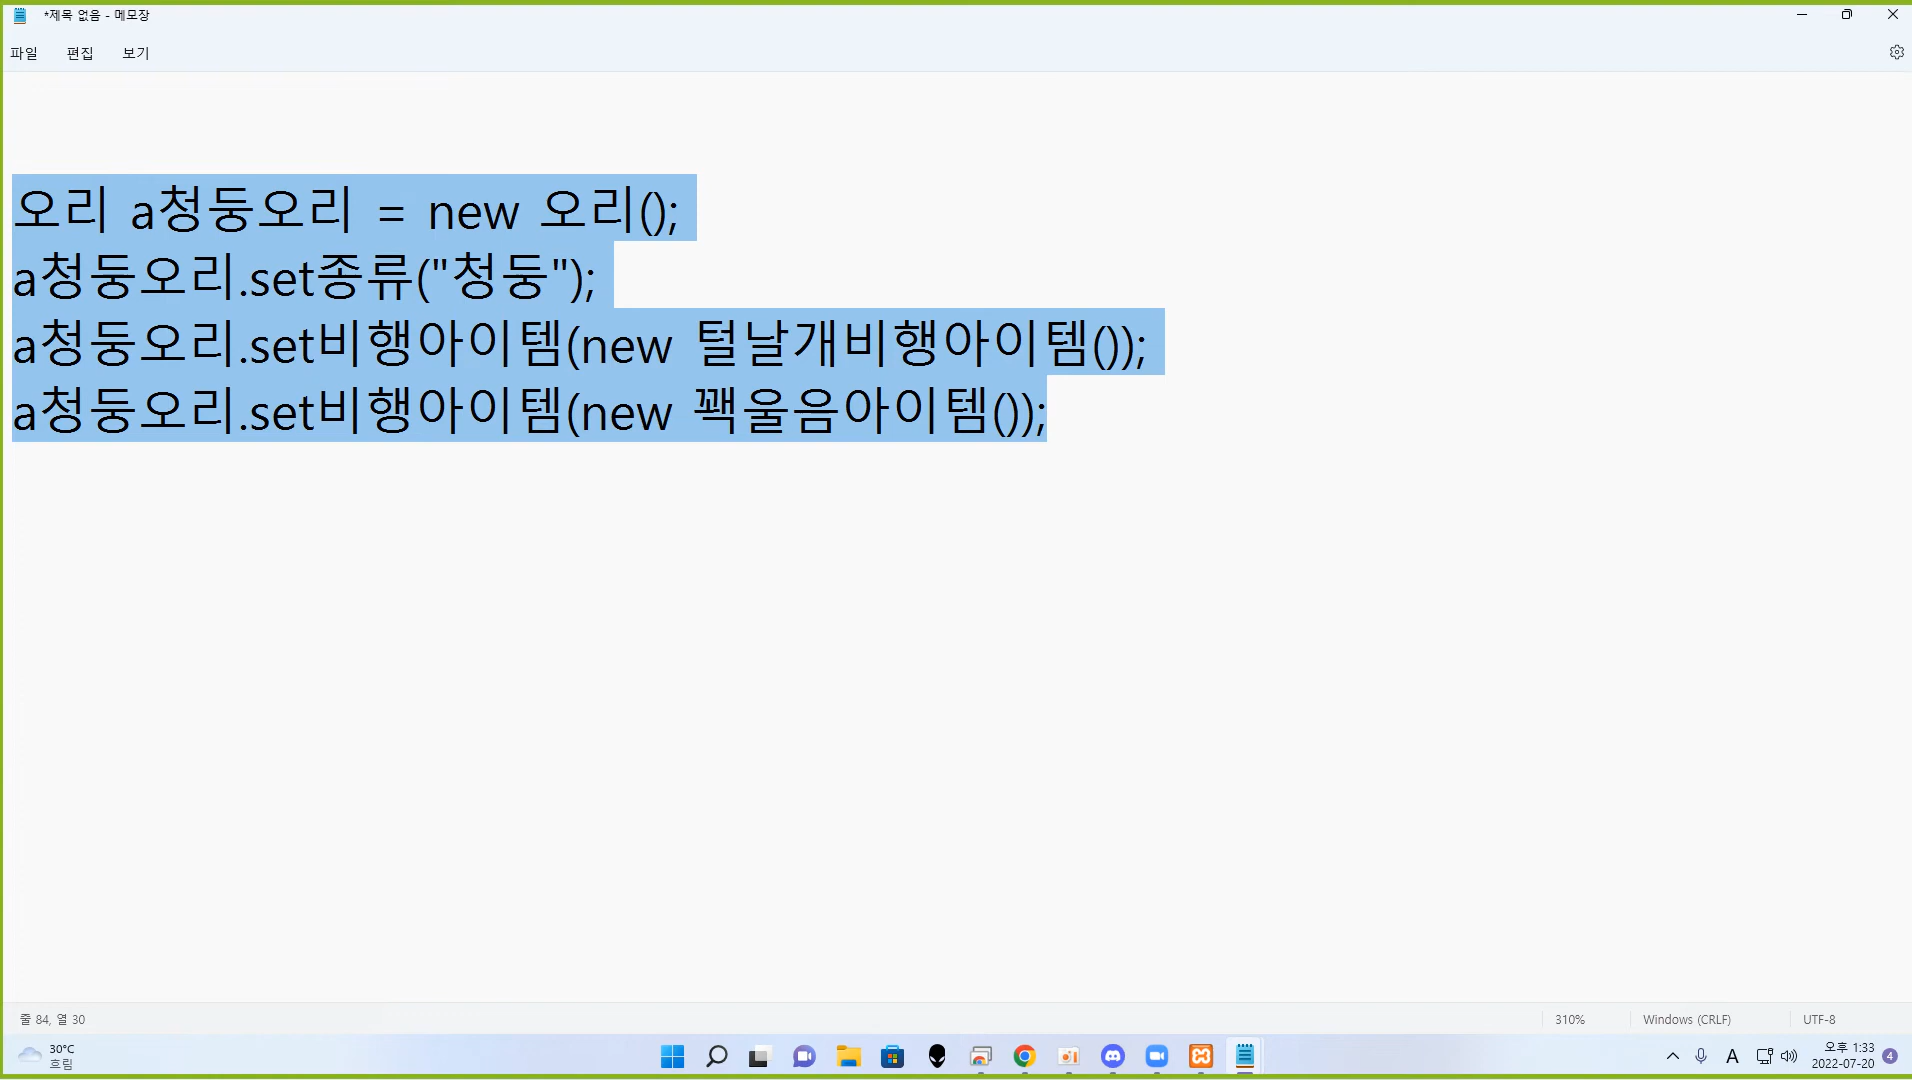 *제목 없음 - 메모장
파일 편집 보기
오리 a청둥오리 = new 오리();
a청둥오리.set종류("청둥");
a청둥오리.set비행아이템(new 털날개비행아이템());
a청둥오리.set비행아이템(new 꽥울음아이템());
줄 84, 열 30 310% Windows (CRLF) UTF-8
30°C
흐림
A
오후 1:33
2022-07-20
4